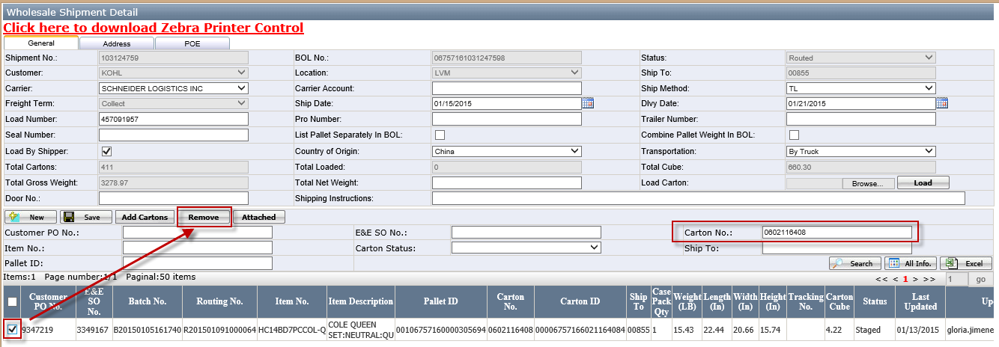 Wholesale Shipment Detail
Click here to download Zebra Printer Control
General Address POE
Shipment No.: 103124759 BOL No.: 06757161031247598 Status: Routed
Customer: KOHL Location: LVM Ship To: 00855
Carrier: SCHNEIDER LOGISTICS INC Carrier Account: Ship Method: TL
Freight Term: Collect Ship Date: 01/15/2015 Dlvy Date: 01/21/2015
Load Number: 457091957 Pro Number: Trailer Number:
Seal Number: List Pallet Separately In BOL: Combine Pallet Weight In BOL:
Load By Shipper: Country of Origin: China Transportation: By Truck
Total Cartons: 411 Total Loaded: 0 Total Cube: 660.30
Total Gross Weight: 3278.97 Total Net Weight: Load Carton: Browse... Load
Door No.: Shipping Instructions:
New Save Add Cartons Remove Attached
Customer PO No.: E&E SO No.: Carton No.: 0602116408
Item No.: Carton Status: Ship To:
Pallet ID:
Search All Info. Excel
Items:1 Page number:1/1 Paginal:50 items << < 1 > >> 1 go
Customer PO No. E&E SO No. Batch No. Routing No. Item No. Item Description Pallet ID Carton No. Carton ID Ship To Case Pack Qty Weight (LB) Length (In) Width (In) Height (In) Tracking No. Carton Cube Status Last Updated Up
9347219 3349167 B20150105161740 R201501091000064 HC14BD7PCCOL-Q COLE QUEEN SET:NEUTRAL:QU 00106757160000305694 0602116408 00006757166021164084 00855 1 15.43 22.44 20.66 15.74 4.22 Staged 01/13/2015 gloria.jimene